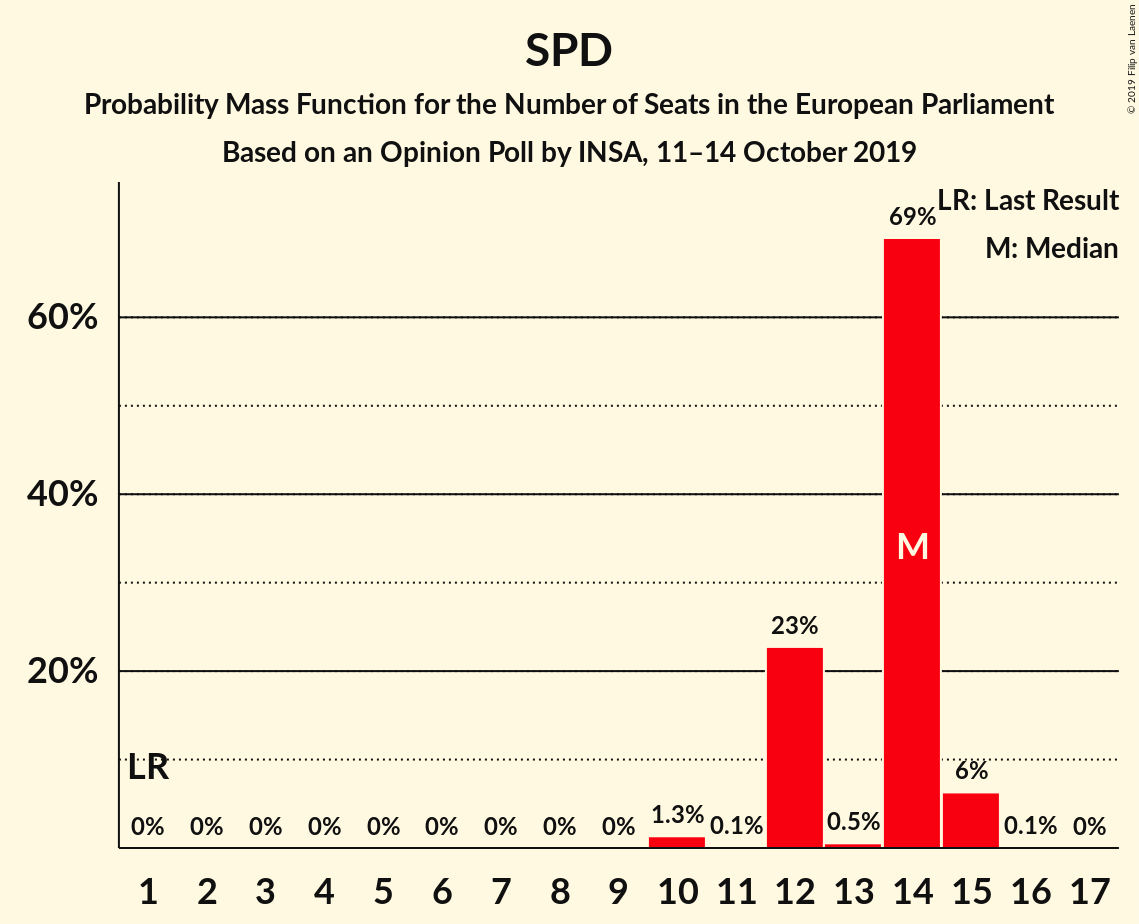 SPD
Probability Mass Function for the Number of Seats in the European Parliament
Based on an Opinion Poll by INSA, 11–14 October 2019
© 2019 Filip van Laenen
LR: Last Result
M: Median
60%
40%
20%
LR
M
0% 0% 0% 0% 0% 0% 0% 0% 0% 1.3% 0.1% 23% 0.5% 69% 6% 0.1% 0%
1 2 3 4 5 6 7 8 9 10 11 12 13 14 15 16 17